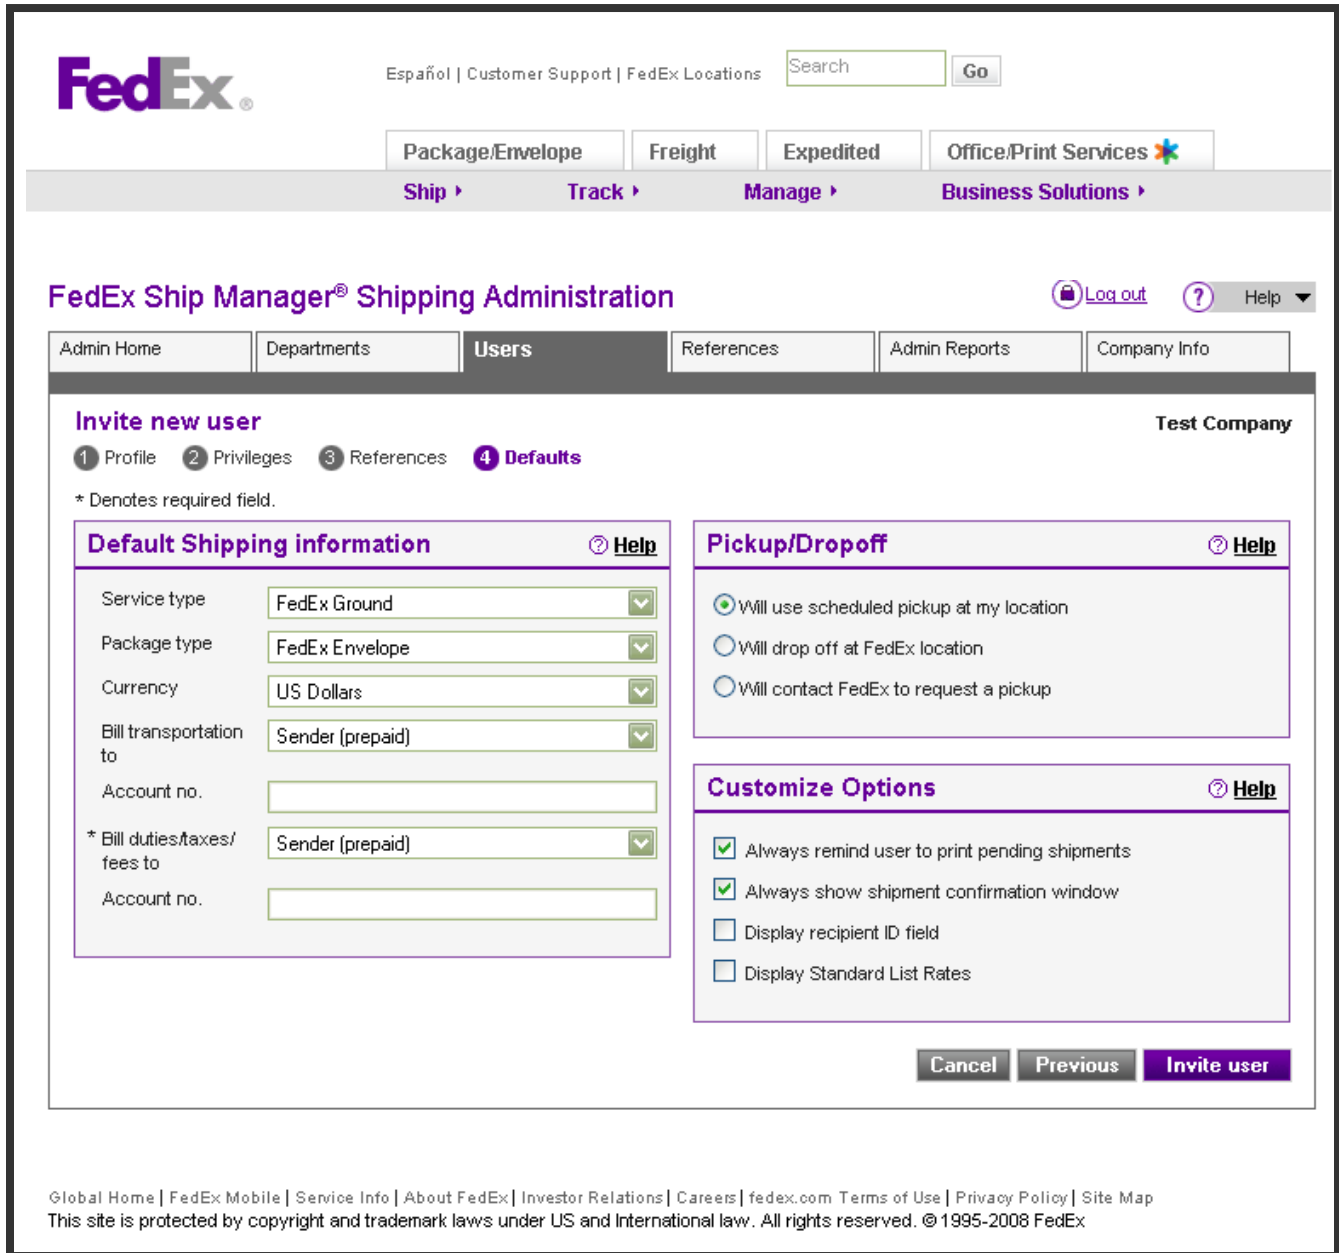 FedEx ®
Español | Customer Support | FedEx Locations
Search
Go
Package/Envelope
Freight
Expedited
Office/Print Services
Ship
Track
Manage
Business Solutions
FedEx Ship Manager® Shipping Administration
Log out
? Help
Admin Home
Departments
Users
References
Admin Reports
Company Info
Invite new user
Test Company
1 Profile 2 Privileges 3 References 4 Defaults
* Denotes required field.
Default Shipping information
? Help
Service type
FedEx Ground
Package type
FedEx Envelope
Currency
US Dollars
Bill transportation
to
Sender (prepaid)
Account no.
* Bill duties/taxes/
fees to
Sender (prepaid)
Account no.
Pickup/Dropoff
? Help
Will use scheduled pickup at my location
Will drop off at FedEx location
Will contact FedEx to request a pickup
Customize Options
? Help
Always remind user to print pending shipments
Always show shipment confirmation window
Display recipient ID field
Display Standard List Rates
Cancel
Previous
Invite user
Global Home | FedEx Mobile | Service Info | About FedEx | Investor Relations | Careers | fedex.com Terms of Use | Privacy Policy | Site Map
This site is protected by copyright and trademark laws under US and International law. All rights reserved. © 1995-2008 FedEx